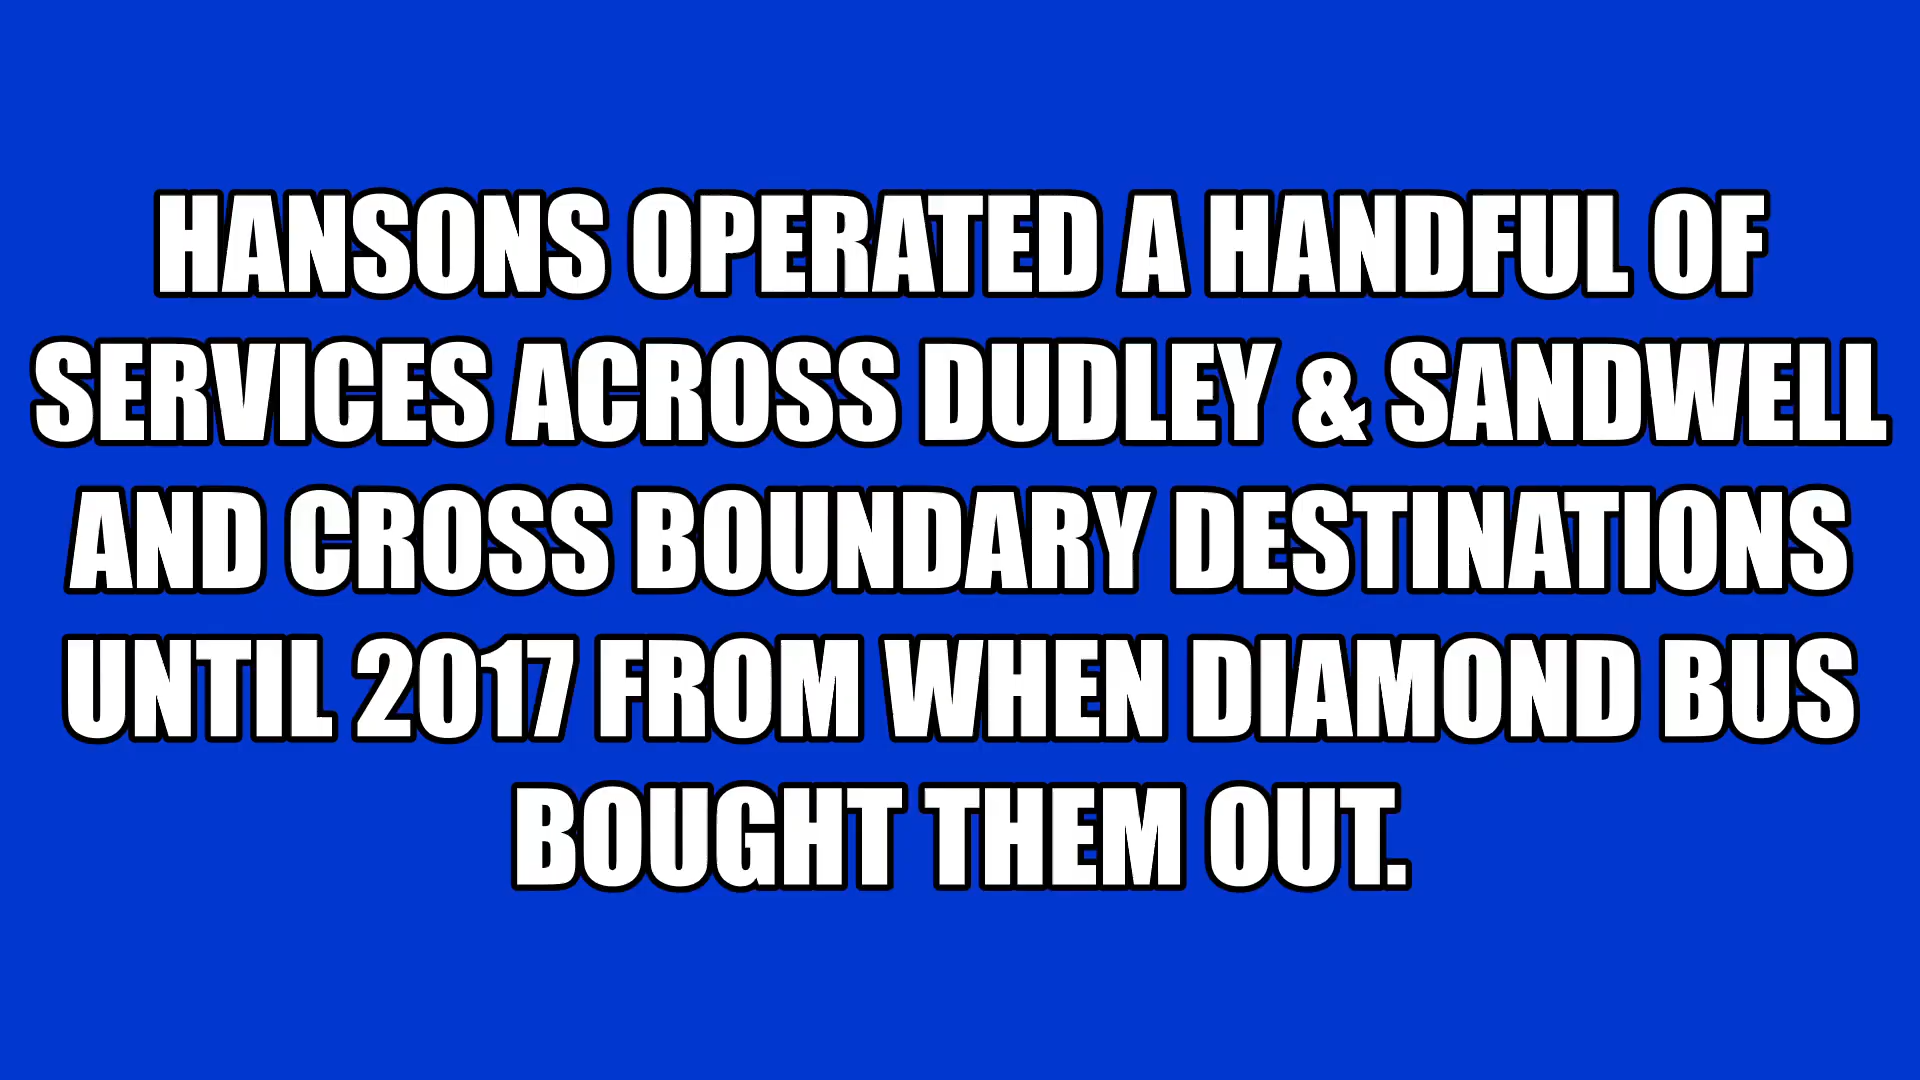 HANSONS OPERATED A HANDFUL OF
SERVICES ACROSS DUDLEY & SANDWELL
AND CROSS BOUNDARY DESTINATIONS
UNTIL 2017 FROM WHEN DIAMOND BUS
BOUGHT THEM OUT.